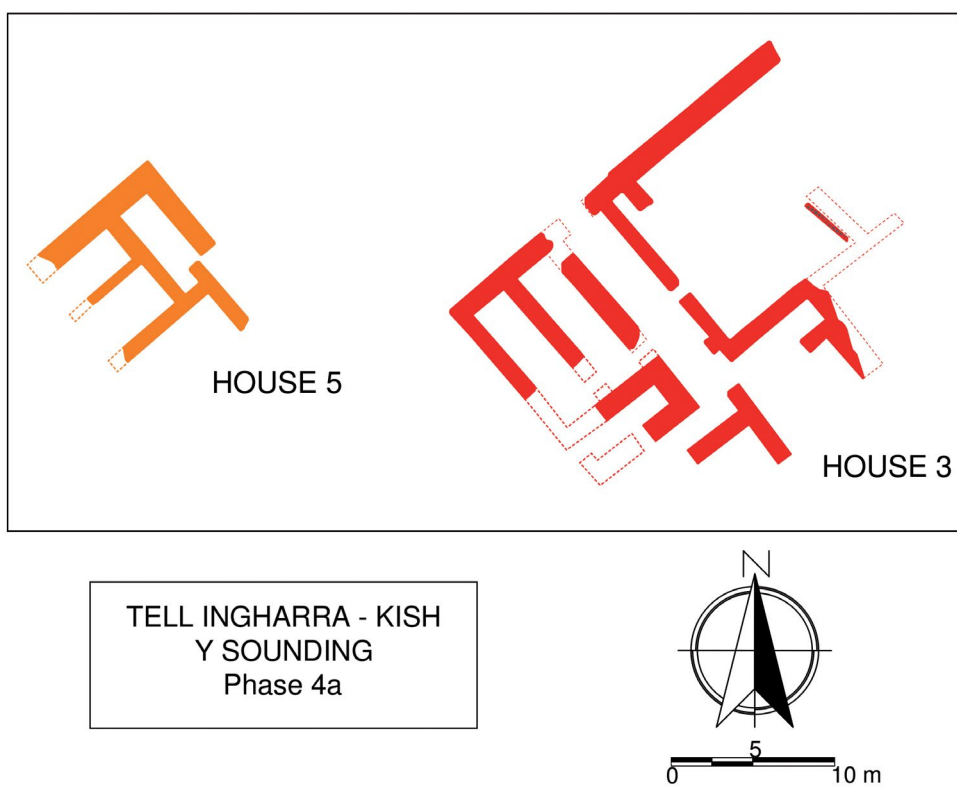 HOUSE 5
HOUSE 3
TELL INGHARRA - KISH
Y SOUNDING
Phase 4a
N
5
0
10 m